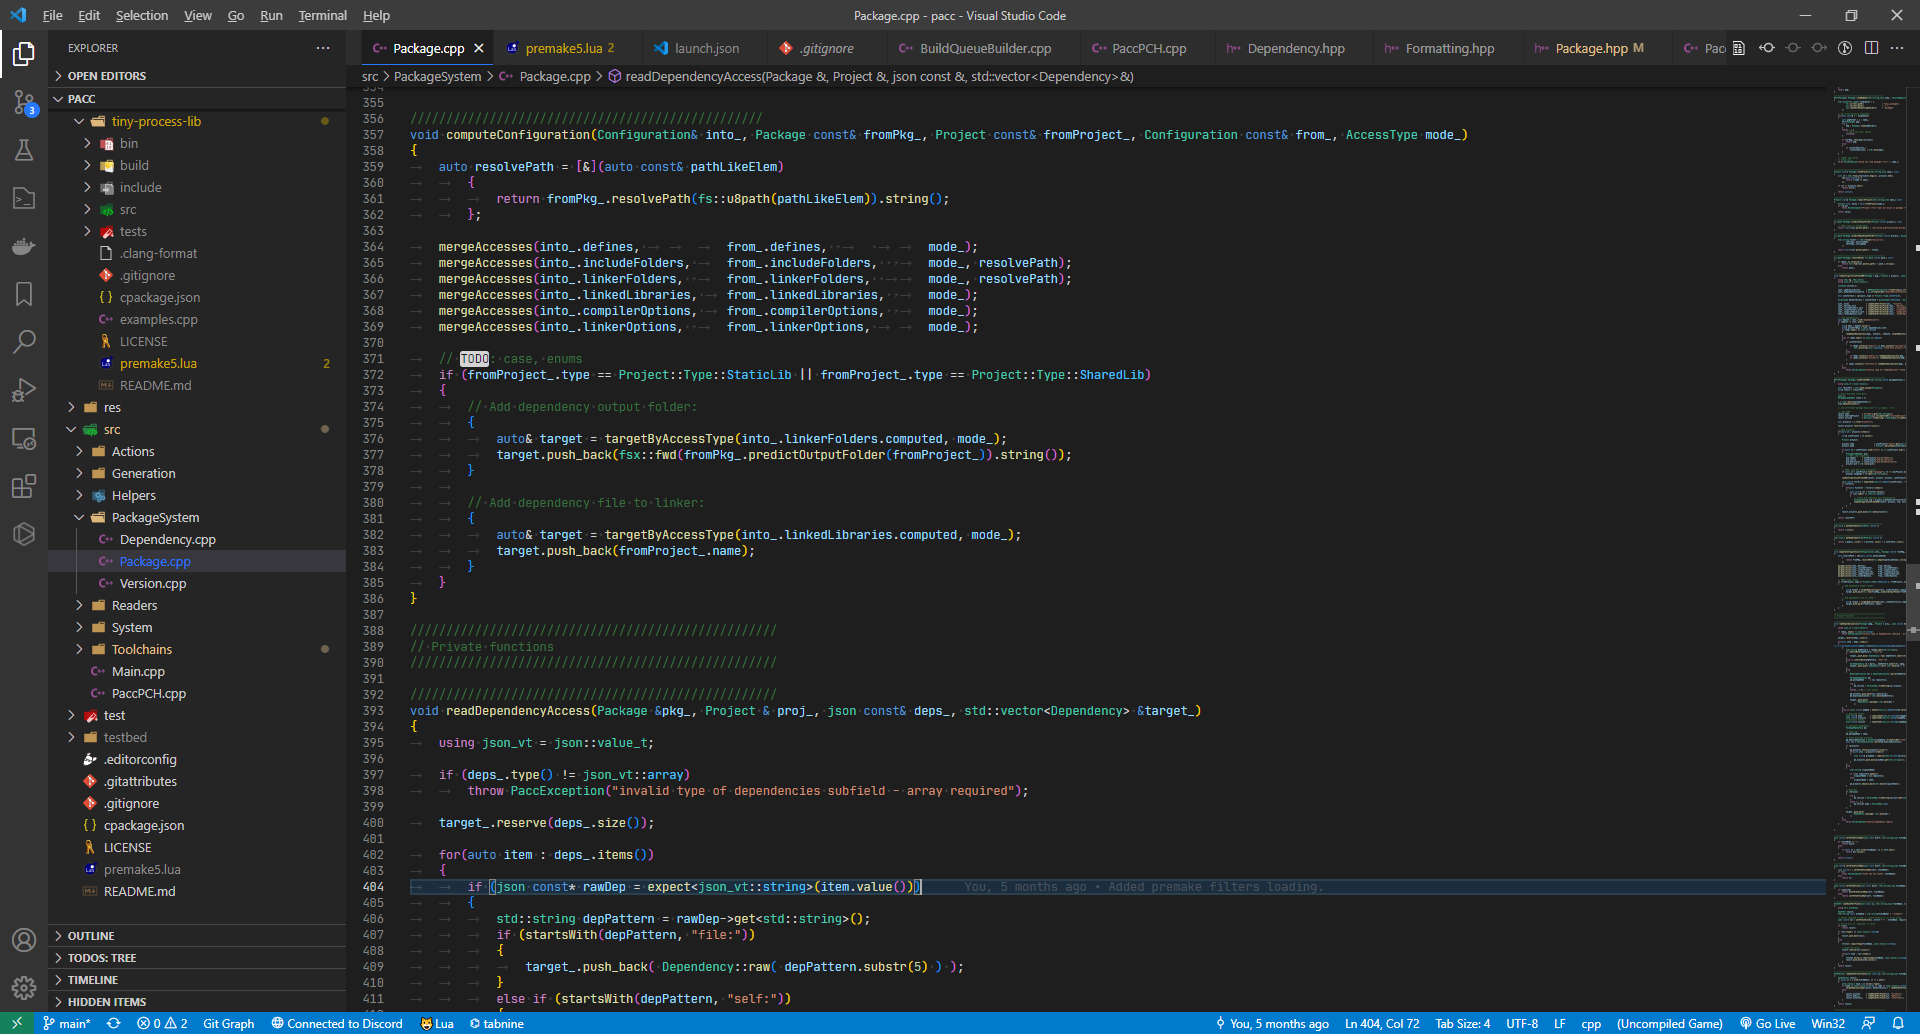 File Edit Selection View Go Run Terminal Help
Package.cpp - pacc - Visual Studio Code
EXPLORER
OPEN EDITORS
PACC
tiny-process-lib
bin
build
include
src
tests
.clang-format
.gitignore
cpackage.json
examples.cpp
LICENSE
premake5.lua 2
README.md
res
src
Actions
Generation
Helpers
PackageSystem
Dependency.cpp
Package.cpp
Version.cpp
Readers
System
Toolchains
Main.cpp
PaccPCH.cpp
test
testbed
.editorconfig
.gitattributes
.gitignore
cpackage.json
LICENSE
premake5.lua
README.md
OUTLINE
TODOS: TREE
TIMELINE
HIDDEN ITEMS
3
Package.cpp premake5.lua 2 launch.json .gitignore BuildQueueBuilder.cpp PaccPCH.cpp Dependency.hpp Formatting.hpp Package.hpp M Pac
src > PackageSystem > Package.cpp > readDependencyAccess(Package &, Project &, json const &, std::vector<Dependency>&)
354
355
356 /////////////////////////////////////////////////
357 void computeConfiguration(Configuration& into_, Package const& fromPkg_, Project const& fromProject_, Configuration const& from_, AccessType mode_)
358 {
359 auto resolvePath = [&](auto const& pathLikeElem)
360 {
361 return fromPkg_.resolvePath(fs::u8path(pathLikeElem)).string();
362 };
363
364 mergeAccesses(into_.defines, from_.defines, mode_);
365 mergeAccesses(into_.includeFolders, from_.includeFolders, mode_, resolvePath);
366 mergeAccesses(into_.linkerFolders, from_.linkerFolders, mode_, resolvePath);
367 mergeAccesses(into_.linkedLibraries, from_.linkedLibraries, mode_);
368 mergeAccesses(into_.compilerOptions, from_.compilerOptions, mode_);
369 mergeAccesses(into_.linkerOptions, from_.linkerOptions, mode_);
370
371 // TODO: case, enums
372 if (fromProject_.type == Project::Type::StaticLib || fromProject_.type == Project::Type::SharedLib)
373 {
374 // Add dependency output folder:
375 {
376 auto& target = targetByAccessType(into_.linkerFolders.computed, mode_);
377 target.push_back(fsx::fwd(fromPkg_.predictOutputFolder(fromProject_)).string());
378 }
379
380 // Add dependency file to linker:
381 {
382 auto& target = targetByAccessType(into_.linkedLibraries.computed, mode_);
383 target.push_back(fromProject_.name);
384 }
385 }
386 }
387
388 ///////////////////////////////////////////////////
389 // Private functions
390 ///////////////////////////////////////////////////
391
392 ///////////////////////////////////////////////////
393 void readDependencyAccess(Package &pkg_, Project & proj_, json const& deps_, std::vector<Dependency> &target_)
394 {
395 using json_vt = json::value_t;
396
397 if (deps_.type() != json_vt::array)
398 throw PaccException("invalid type of dependencies subfield - array required");
399
400 target_.reserve(deps_.size());
401
402 for(auto item : deps_.items())
403 {
404 if (json const* rawDep = expect<json_vt::string>(item.value())) You, 5 months ago • Added premake filters loading.
405 {
406 std::string depPattern = rawDep->get<std::string>();
407 if (startsWith(depPattern, "file:"))
408 {
409 target_.push_back( Dependency::raw( depPattern.substr(5) ) );
410 }
411 else if (startsWith(depPattern, "self:"))
main* 0 2 Git Graph Connected to Discord Lua tabnine You, 5 months ago Ln 404, Col 72 Tab Size: 4 UTF-8 LF cpp (Uncompiled Game) Go Live Win32